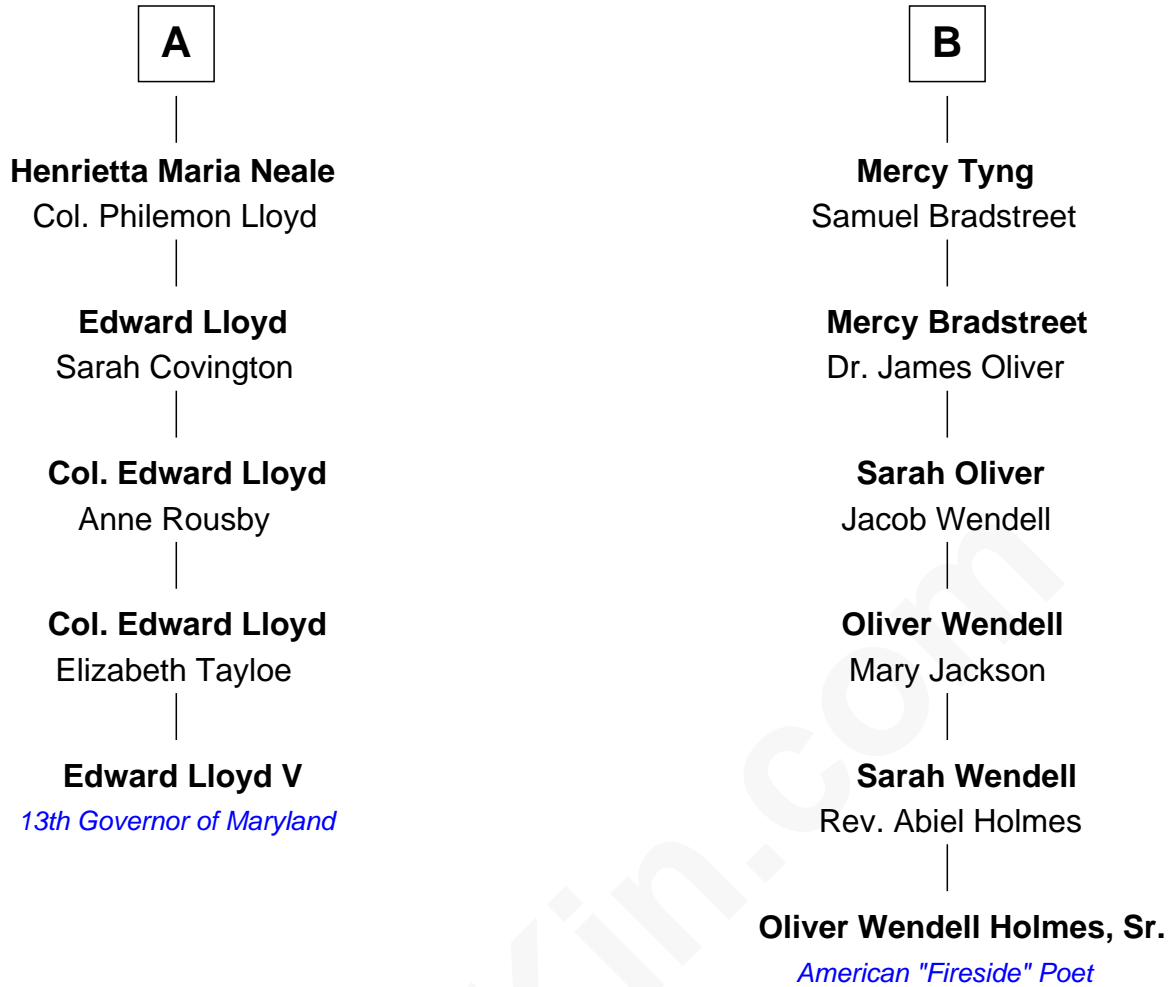 A
B
Henrietta Maria Neale
Col. Philemon Lloyd
Mercy Tyng
Samuel Bradstreet
Edward Lloyd
Sarah Covington
Mercy Bradstreet
Dr. James Oliver
Col. Edward Lloyd
Anne Rousby
Sarah Oliver
Jacob Wendell
Col. Edward Lloyd
Elizabeth Tayloe
Oliver Wendell
Mary Jackson
Edward Lloyd V
13th Governor of Maryland
Sarah Wendell
Rev. Abiel Holmes
Oliver Wendell Holmes, Sr.
American "Fireside" Poet
Kin.com